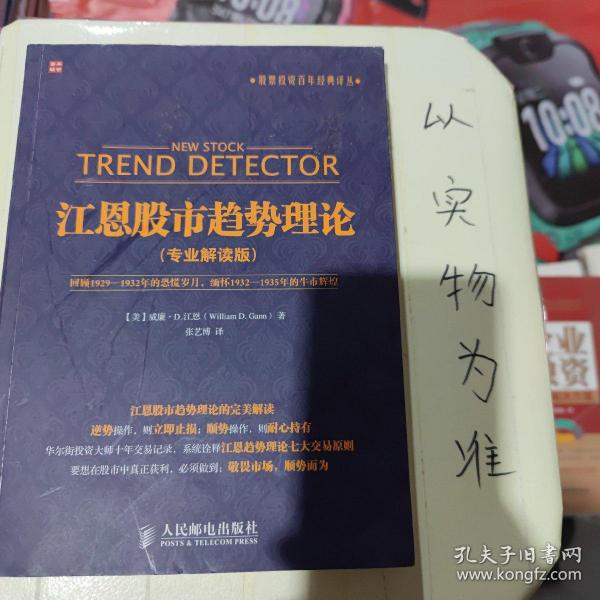 股票投资百年经典译丛
NEW STOCK
TREND DETECTOR
江恩股市趋势理论
(专业解读版)
回顾1929—1932年的恐慌岁月,缅怀1932—1935年的牛市辉煌
【美】威廉·D.江恩(William D. Gann)著
张艺博 译
江恩股市趋势理论的完美解读
逆势操作,则立即止损;顺势操作,则耐心持有
华尔街投资大师十年交易记录,系统诠释江恩趋势理论七大交易原则
要想在股市中真正获利,必须做到:敬畏市场,顺势而为
人民邮电出版社
POSTS & TELECOM PRESS
以实物为准
10:08
孔夫子旧书网
www.kongfz.com